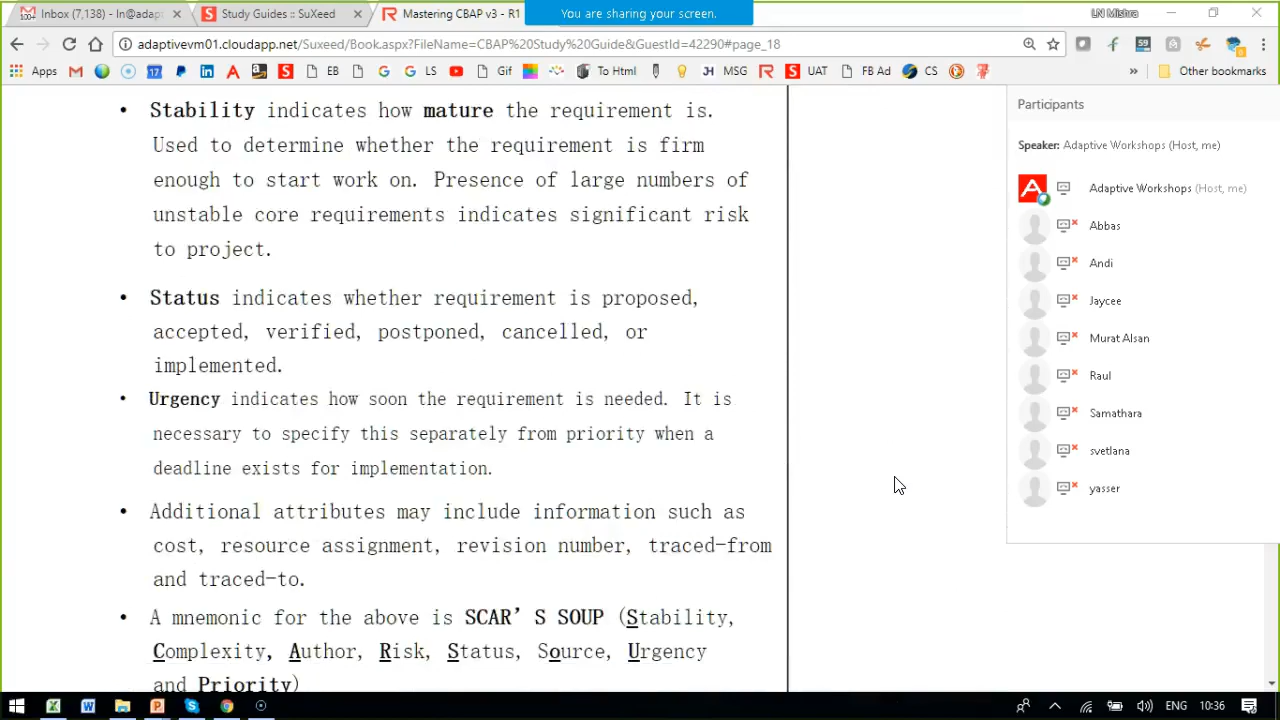 Inbox (7,138) - In@adap
Study Guides :: SuXeed
Mastering CBAP v3 - R1
You are sharing your screen.
LN Mishra
adaptivevm01.cloudapp.net/Suxeed/Book.aspx?FileName=CBAP%20Study%20Guide&GuestId=42290#page_18
Apps
EB
LS
Gif
To Html
MSG
UAT
FB Ad
CS
Other bookmarks
• Stability indicates how mature the requirement is.
Used to determine whether the requirement is firm
enough to start work on. Presence of large numbers of
unstable core requirements indicates significant risk
to project.
• Status indicates whether requirement is proposed,
accepted, verified, postponed, cancelled, or
implemented.
• Urgency indicates how soon the requirement is needed. It is
necessary to specify this separately from priority when a
deadline exists for implementation.
• Additional attributes may include information such as
cost, resource assignment, revision number, traced-from
and traced-to.
• A mnemonic for the above is SCAR'S SOUP (Stability,
Complexity, Author, Risk, Status, Source, Urgency
and Priority)
Participants
Speaker: Adaptive Workshops (Host, me)
Adaptive Workshops (Host, me)
Abbas
Andi
Jaycee
Murat Alsan
Raul
Samathara
svetlana
yasser
ENG
10:36